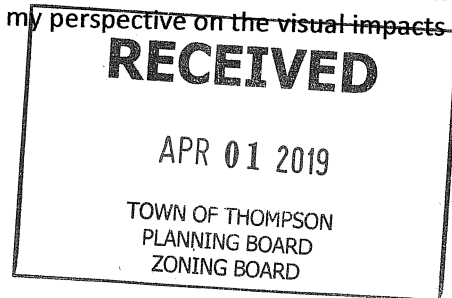 my perspective on the visual impacts
RECEIVED
APR 01 2019
TOWN OF THOMPSON
PLANNING BOARD
ZONING BOARD